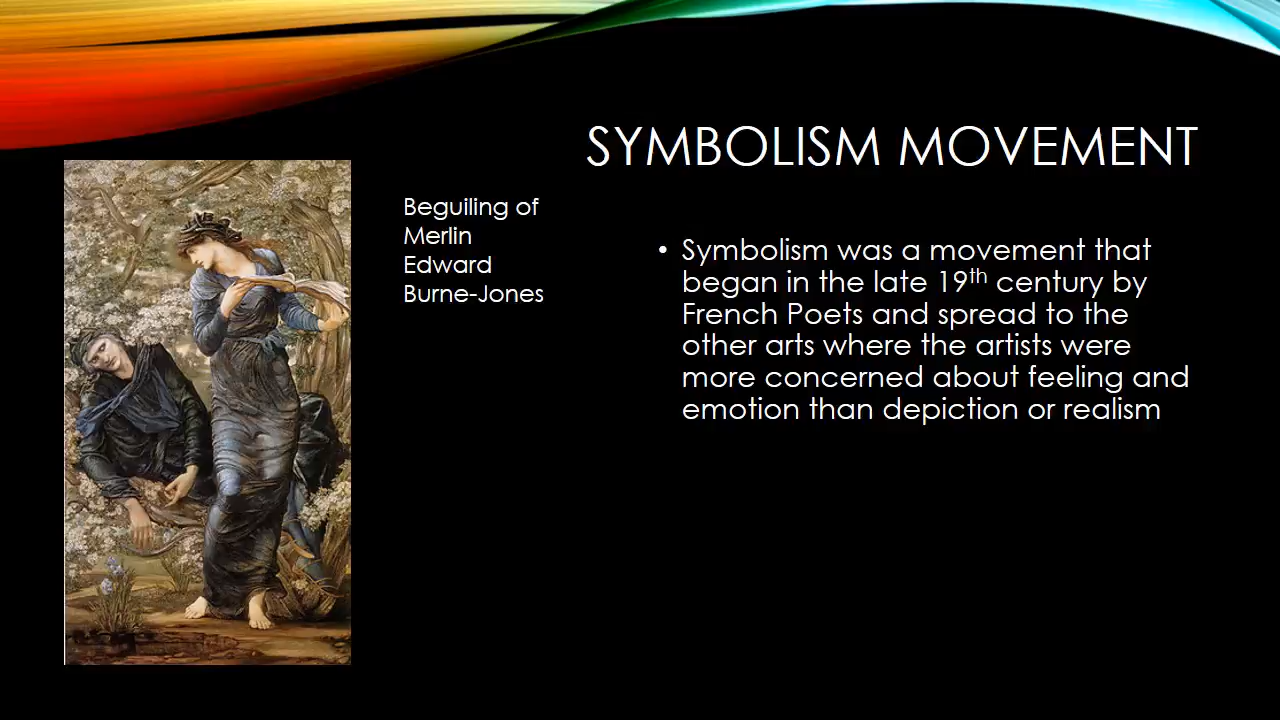 SYMBOLISM MOVEMENT
Beguiling of
Merlin
Edward
Burne-Jones
• Symbolism was a movement that
began in the late 19th century by
French Poets and spread to the
other arts where the artists were
more concerned about feeling and
emotion than depiction or realism